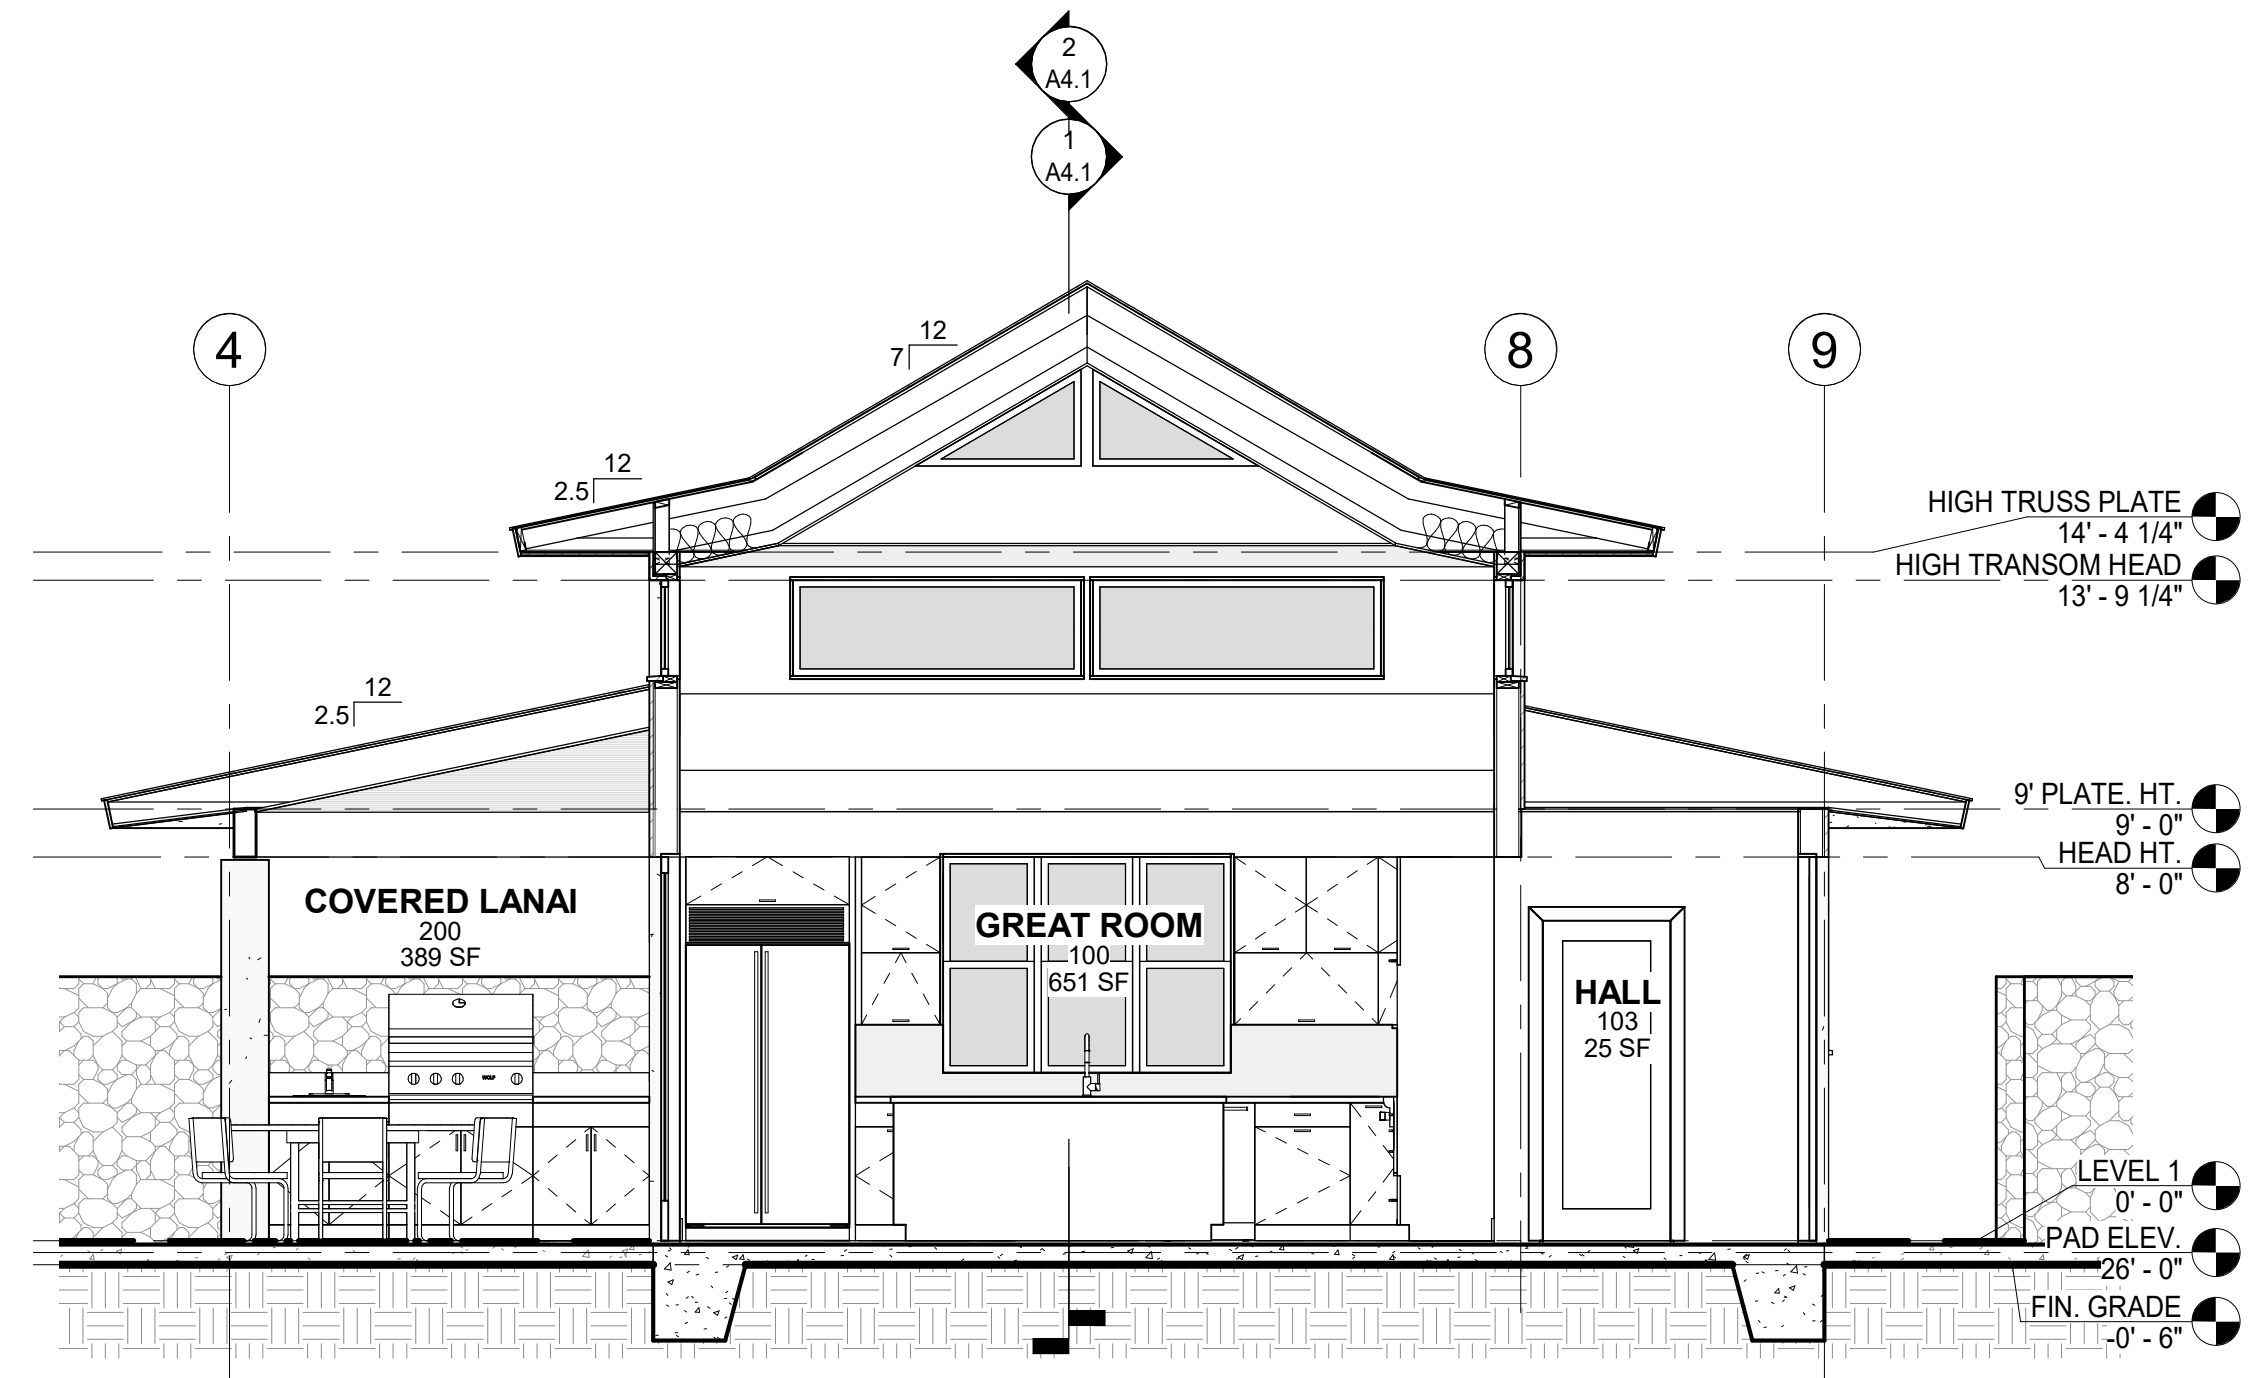 2
A4.1
1
A4.1
4
8
9
12
7
12
2.5
12
2.5
HIGH TRUSS PLATE
14' - 4 1/4"
HIGH TRANSOM HEAD
13' - 9 1/4"
9' PLATE. HT.
9' - 0"
HEAD HT.
8' - 0"
COVERED LANAI
200
389 SF
GREAT ROOM
100
651 SF
HALL
103
25 SF
WOLF
LEVEL 1
0' - 0"
PAD ELEV.
26' - 0"
FIN. GRADE
-0' - 6"